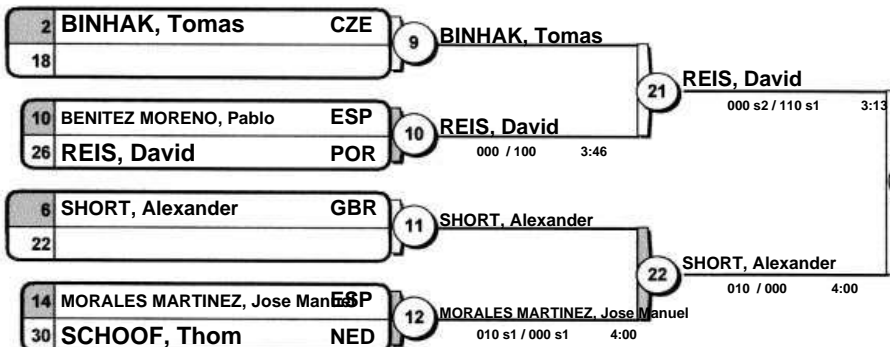 2 BINHAK, Tomas CZE
18
9
BINHAK, Tomas
10 BENITEZ MORENO, Pablo ESP
26 REIS, David POR
10
REIS, David
000 / 100 3:46
21
REIS, David
000 s2 / 110 s1 3:13
6 SHORT, Alexander GBR
22
11
SHORT, Alexander
14 MORALES MARTINEZ, Jose Manuel ESP
30 SCHOOF, Thom NED
12
MORALES MARTINEZ, Jose Manuel
010 s1 / 000 s1 4:00
22
SHORT, Alexander
010 / 000 4:00